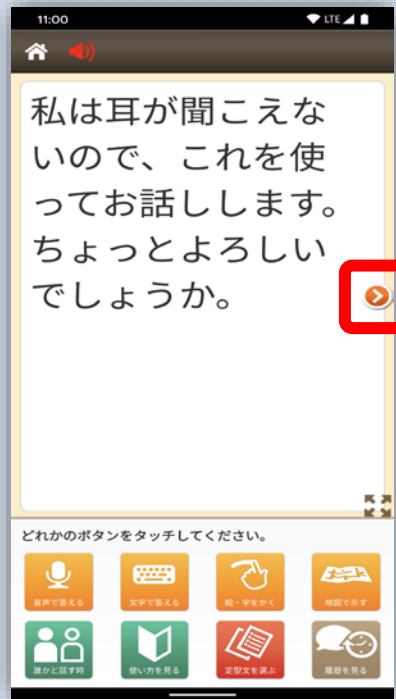 11:00
LTE
私は耳が聞こえな
いので、これを使
ってお話しします。
ちょっとよろしい
でしょうか。
どれかのボタンをタッチしてください。
音声で答える 文字で答える 絵・字をかく 地図で示す
誰かと話す時 使い方を見る 定型文を選ぶ 履歴を見る